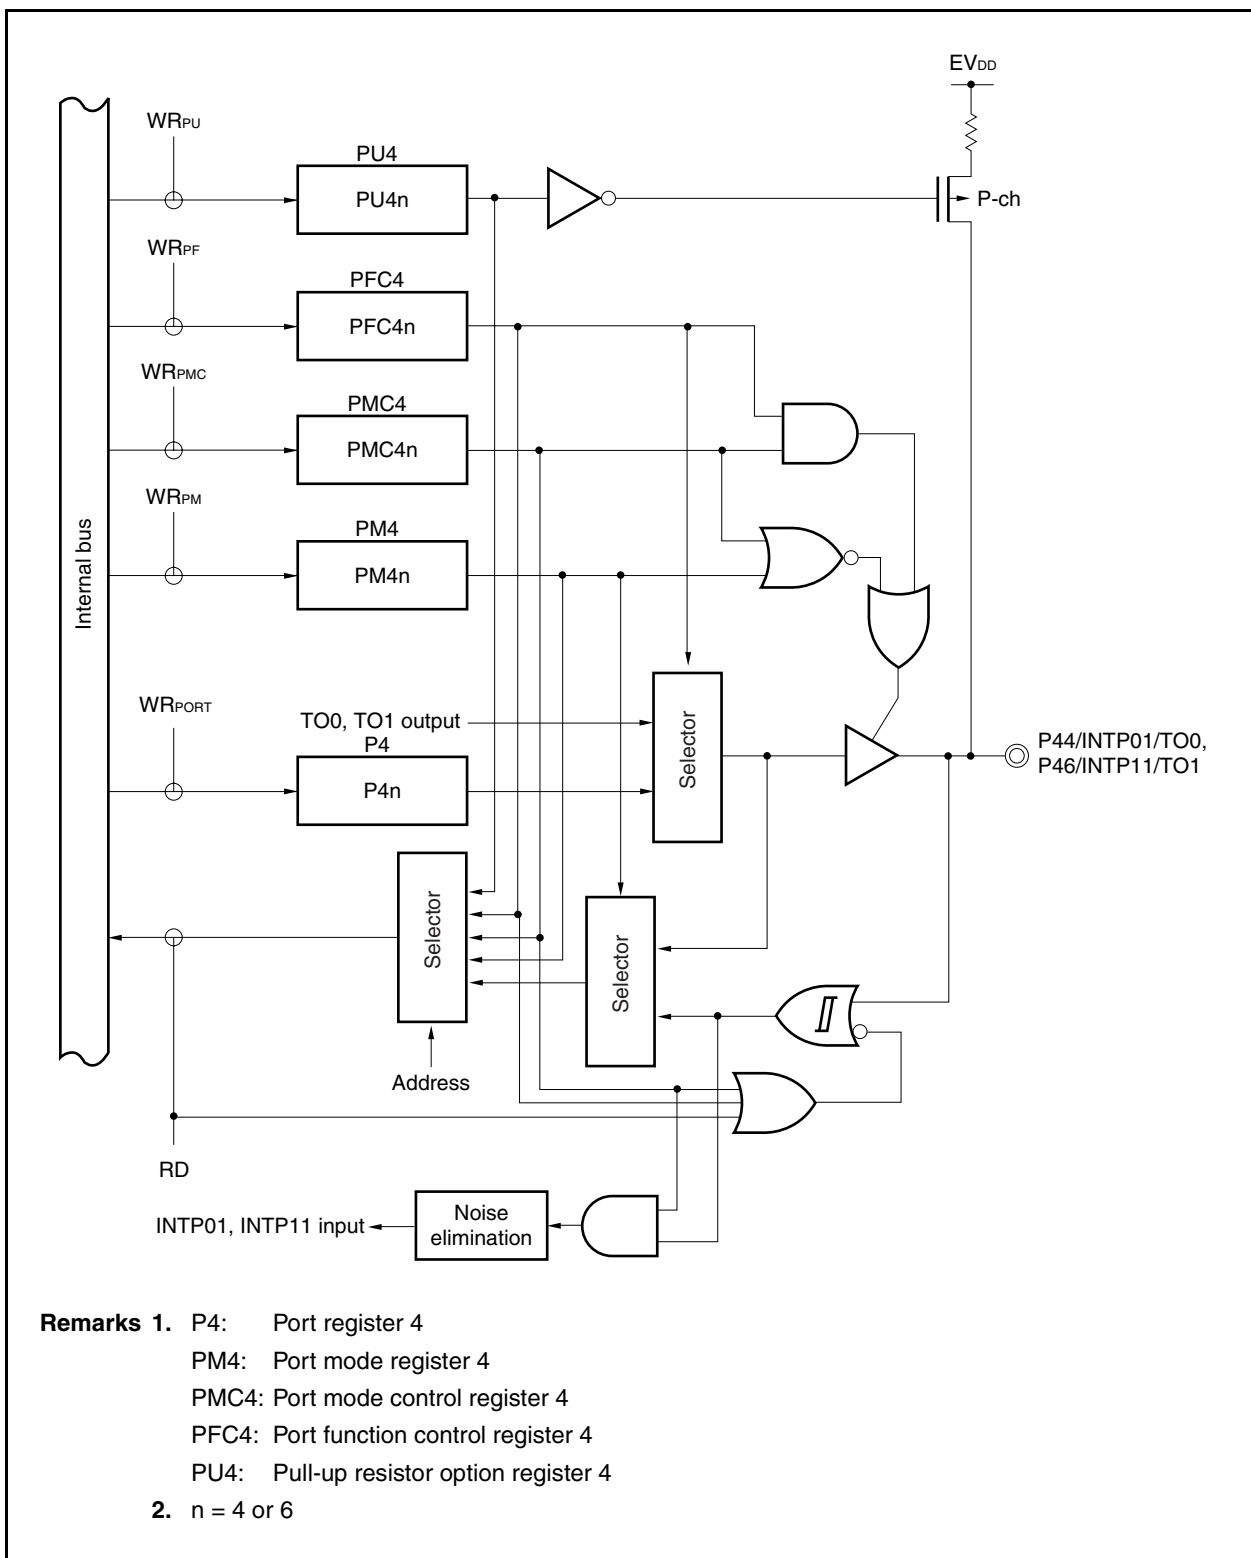 EVDD
WRPU
PU4
PU4n
P-ch
WRPF
PFC4
PFC4n
WRPMC
PMC4
PMC4n
WRPM
PM4
PM4n
Internal bus
WRPORT
TO0, TO1 output
P4
P4n
Selector
P44/INTP01/TO0,
P46/INTP11/TO1
Selector
Selector
Address
RD
INTP01, INTP11 input
Noise
elimination
Remarks 1. P4: Port register 4
PM4: Port mode register 4
PMC4: Port mode control register 4
PFC4: Port function control register 4
PU4: Pull-up resistor option register 4
2. n = 4 or 6